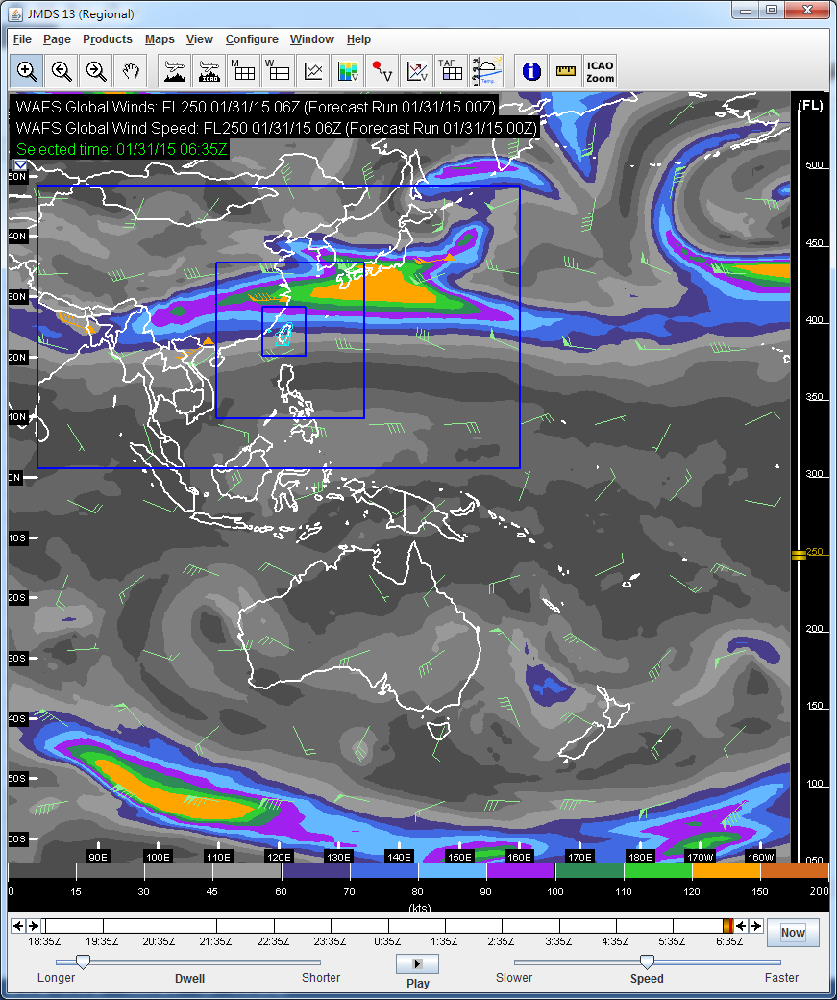 JMDS 13 (Regional)
File Page Products Maps View Configure Window Help
M W TAF ICAO
ICAO Temp. Zoom
WAFS Global Winds: FL250 01/31/15 06Z (Forecast Run 01/31/15 00Z)
WAFS Global Wind Speed: FL250 01/31/15 06Z (Forecast Run 01/31/15 00Z)
Selected time: 01/31/15 06:35Z
(FL)
500
450
400
350
300
250
200
150
100
050
50N
40N
30N
20N
10N
0N
10S
20S
30S
40S
50S
60S
90E 100E 110E 120E 130E 140E 150E 160E 170E 180E 170W 160W
0 15 30 45 60 70 80 90 100 110 120 150 200
(kts)
18:35Z 19:35Z 20:35Z 21:35Z 22:35Z 23:35Z 0:35Z 1:35Z 2:35Z 3:35Z 4:35Z 5:35Z 6:35Z
Now
Longer Dwell Shorter Play Slower Speed Faster